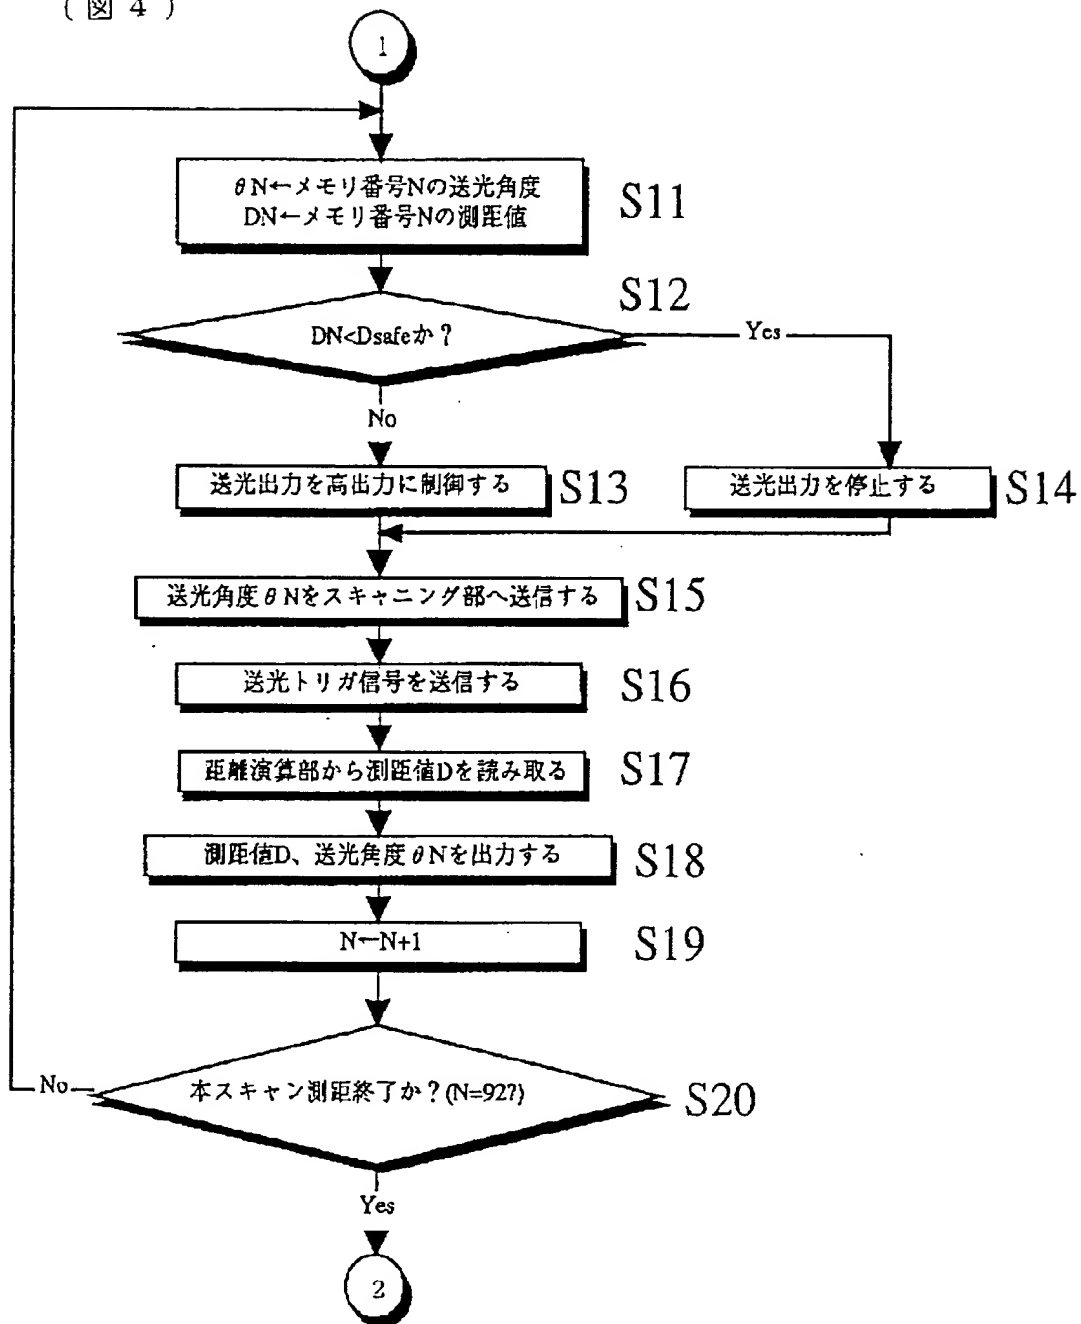 (図 4)
1
θN←メモリ番号Nの送光角度
DN←メモリ番号Nの測距値
S11
S12
DN<Dsafeか?
Yes
No
送光出力を高出力に制御する
S13
送光出力を停止する
S14
送光角度θNをスキャニング部へ送信する
S15
送光トリガ信号を送信する
S16
距離演算部から測距値Dを読み取る
S17
測距値D、送光角度θNを出力する
S18
N←N+1
S19
No
本スキャン測距終了か?(N=92?)
S20
Yes
2